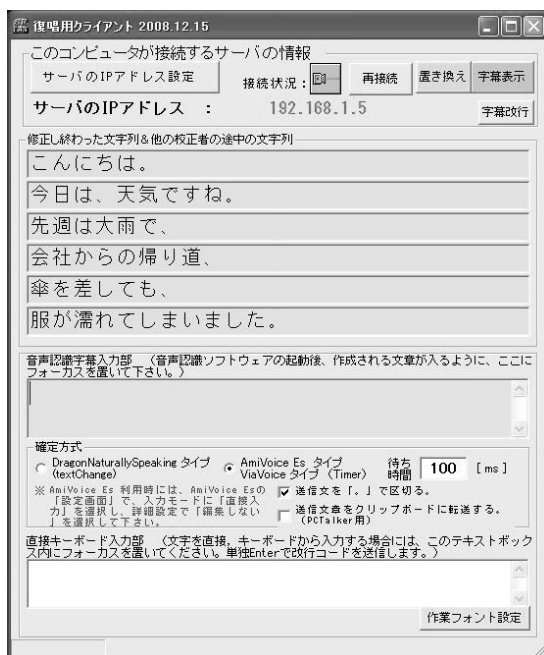 復唱用クライアント 2008.12.15
このコンピュータが接続するサーバの情報
サーバのIPアドレス設定
接続状況：
再接続
置き換え
字幕表示
サーバのIPアドレス ： 192.168.1.5
字幕改行
修正し終わった文字列&他の校正者の途中の文字列
こんにちは。
今日は、天気ですね。
先週は大雨で、
会社からの帰り道、
傘を差しても、
服が濡れてしまいました。
音声認識字幕入力部 （音声認識ソフトウェアの起動後、作成される文章が入るように、ここに
フォーカスを置いて下さい。）
確定方式
DragonNaturallySpeaking タイプ
(textChange)
AmiVoice Es タイプ
ViaVoice タイプ (Timer)
待ち
時間
100 [ms]
※ AmiVoice Es 利用時には、AmiVoice Esの
「設定画面」で、入力モードに「直接入
力」を選択し、詳細設定で「編集しない
」を選択して下さい。
送信文を「。」で区切る。
送信文章をクリップボードに転送する。
(PCTalker用)
直接キーボード入力部 （文字を直接，キーボードから入力する場合には、このテキストボック
ス内にフォーカスを置いてください。単独Enterで改行コードを送信します。）
作業フォント設定